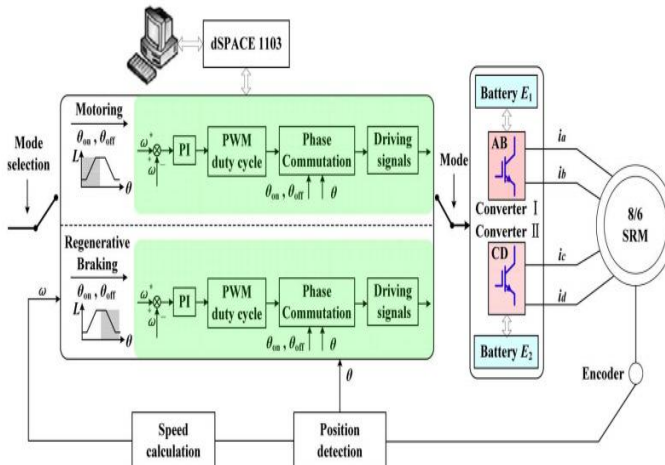 dSPACE 1103
Mode
selection
Motoring
θon , θoff
L
θ
ω*
+
−
ω
PI
PWM
duty cycle
Phase
Commutation
Driving
signals
θon , θoff
θ
Mode
Battery E1
AB
Converter Ⅰ
Converter Ⅱ
CD
Battery E2
ia
ib
ic
id
8/6
SRM
Regenerative
Braking
θon , θoff
L
θ
ω
ω*
+
−
ω
PI
PWM
duty cycle
Phase
Commutation
Driving
signals
θon , θoff
θ
θ
Encoder
Speed
calculation
Position
detection